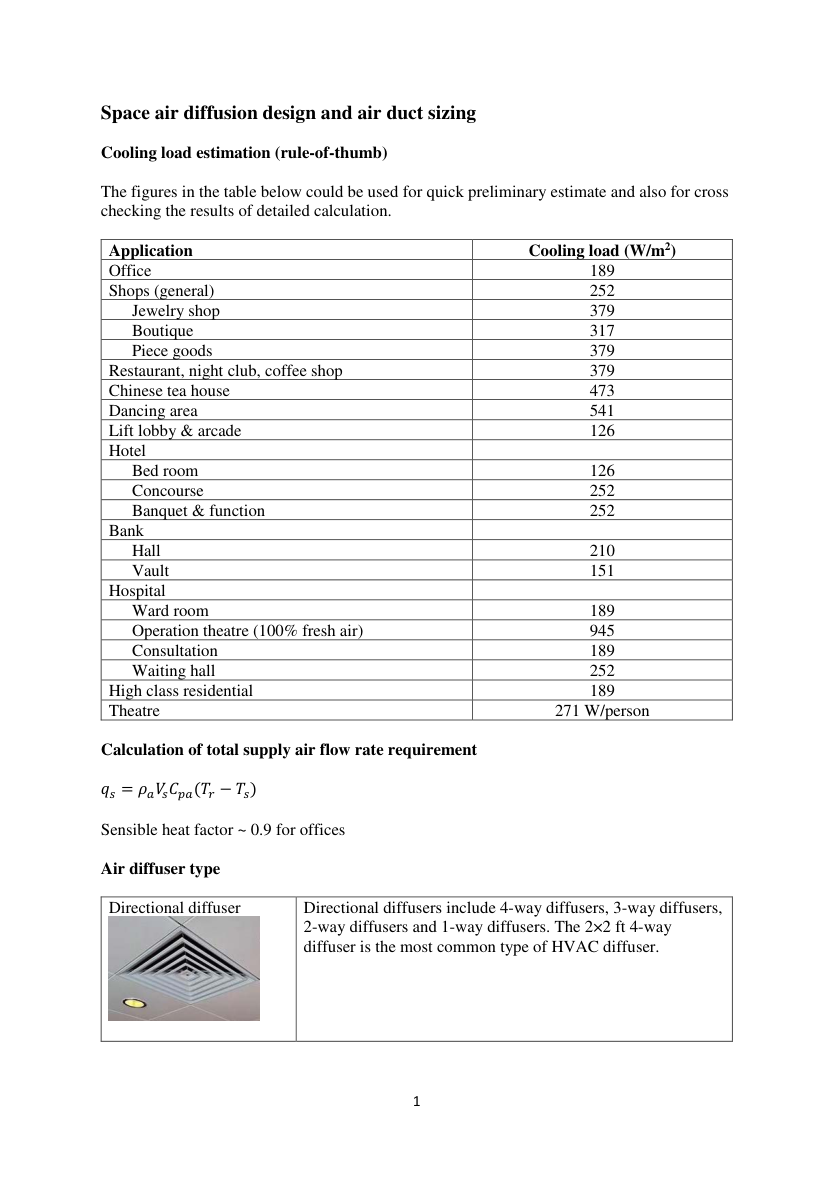 Space air diffusion design and air duct sizing
Cooling load estimation (rule-of-thumb)
The figures in the table below could be used for quick preliminary estimate and also for cross
checking the results of detailed calculation.
Application Cooling load (W/m²)
Office 189
Shops (general) 252
Jewelry shop 379
Boutique 317
Piece goods 379
Restaurant, night club, coffee shop 379
Chinese tea house 473
Dancing area 541
Lift lobby & arcade 126
Hotel
Bed room 126
Concourse 252
Banquet & function 252
Bank
Hall 210
Vault 151
Hospital
Ward room 189
Operation theatre (100% fresh air) 945
Consultation 189
Waiting hall 252
High class residential 189
Theatre 271 W/person
Calculation of total supply air flow rate requirement
qₛ = ρₐVₛCₚₐ(Tᵣ − Tₛ)
Sensible heat factor ~ 0.9 for offices
Air diffuser type
Directional diffuser
Directional diffusers include 4-way diffusers, 3-way diffusers,
2-way diffusers and 1-way diffusers. The 2×2 ft 4-way
diffuser is the most common type of HVAC diffuser.
1